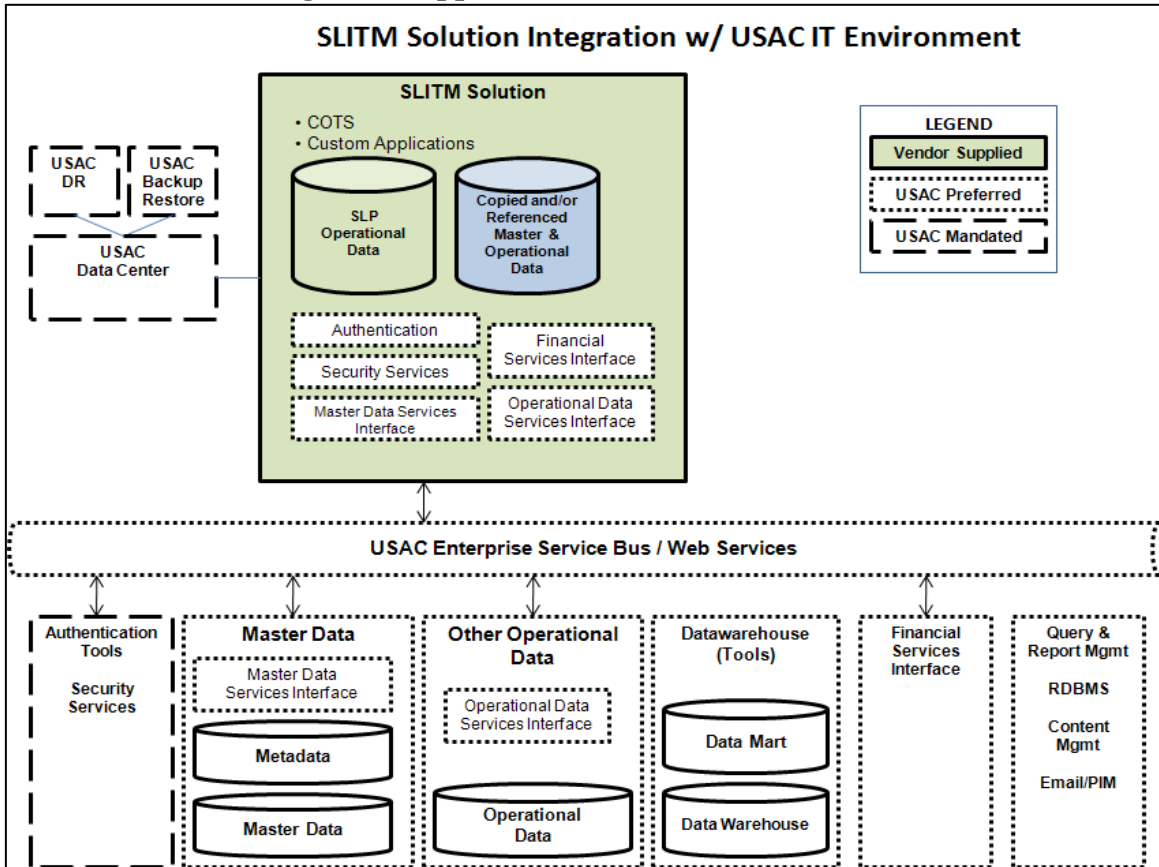 SLITM Solution Integration w/ USAC IT Environment
SLITM Solution
• COTS
• Custom Applications
SLP
Operational
Data
Copied and/or
Referenced
Master &
Operational
Data
Authentication
Security Services
Master Data Services
Interface
Financial
Services Interface
Operational Data
Services Interface
USAC
DR
USAC
Backup
Restore
USAC
Data Center
LEGEND
Vendor Supplied
USAC Preferred
USAC Mandated
USAC Enterprise Service Bus / Web Services
Authentication
Tools
Security
Services
Master Data
Master Data
Services Interface
Metadata
Master Data
Other Operational
Data
Operational Data
Services Interface
Operational
Data
Datawarehouse
(Tools)
Data Mart
Data Warehouse
Financial
Services
Interface
Query &
Report Mgmt
RDBMS
Content
Mgmt
Email/PIM